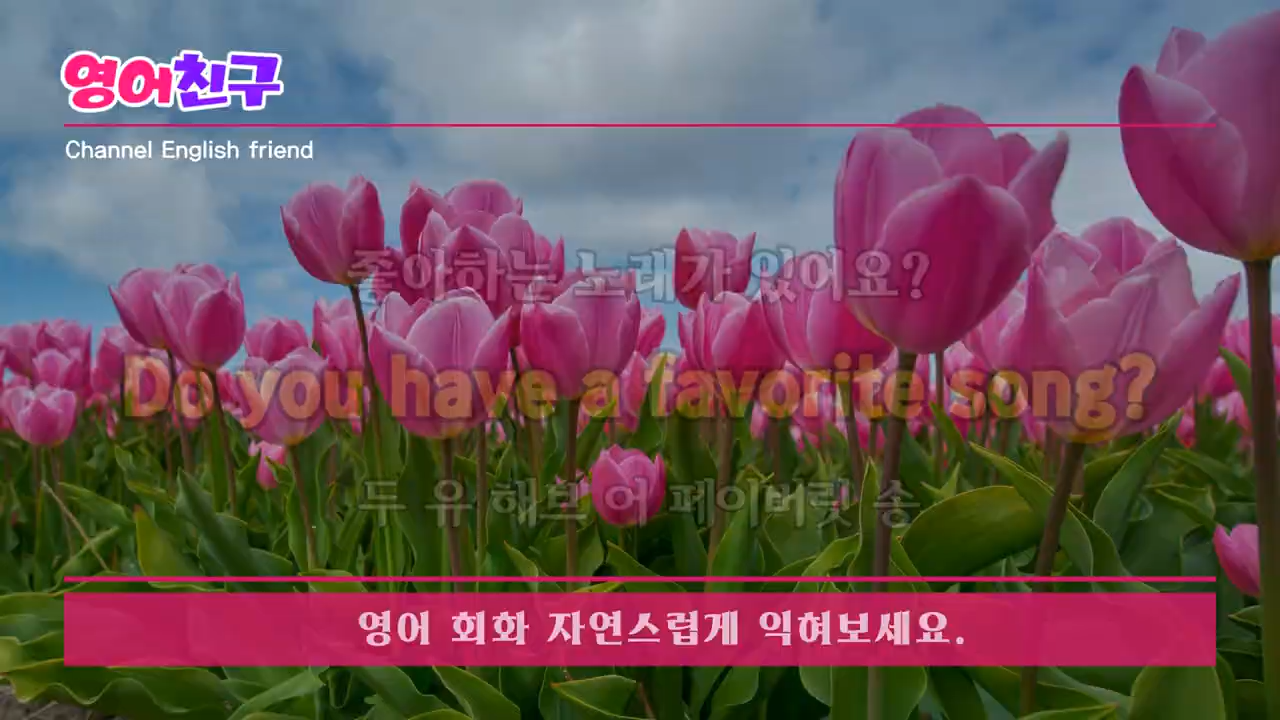 영어친구
Channel English friend
좋아하는 노래가 있어요?
Do you have a favorite song?
두 유 해브 어 페이버릿 송
영어 회화 자연스럽게 익혀보세요.